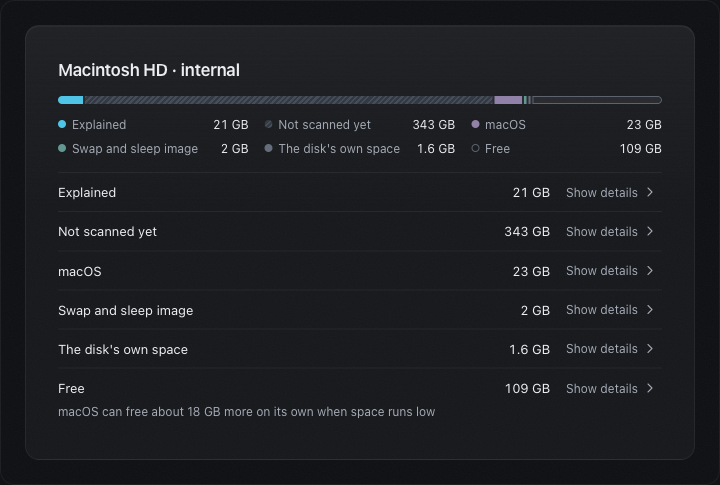 Macintosh HD · internal
Explained 21 GB Not scanned yet 343 GB macOS 23 GB
Swap and sleep image 2 GB The disk's own space 1.6 GB Free 109 GB
Explained 21 GB Show details
Not scanned yet 343 GB Show details
macOS 23 GB Show details
Swap and sleep image 2 GB Show details
The disk's own space 1.6 GB Show details
Free 109 GB Show details
macOS can free about 18 GB more on its own when space runs low